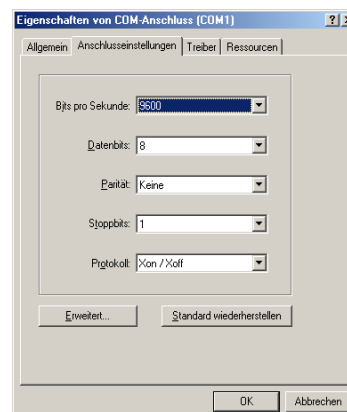 Eigenschaften von COM-Anschluss (COM1)
Allgemein Anschlusseinstellungen Treiber Ressourcen
Bits pro Sekunde: 9600
Datenbits: 8
Parität: Keine
Stoppbits: 1
Protokoll: Xon / Xoff
Erweitert... Standard wiederherstellen
OK Abbrechen